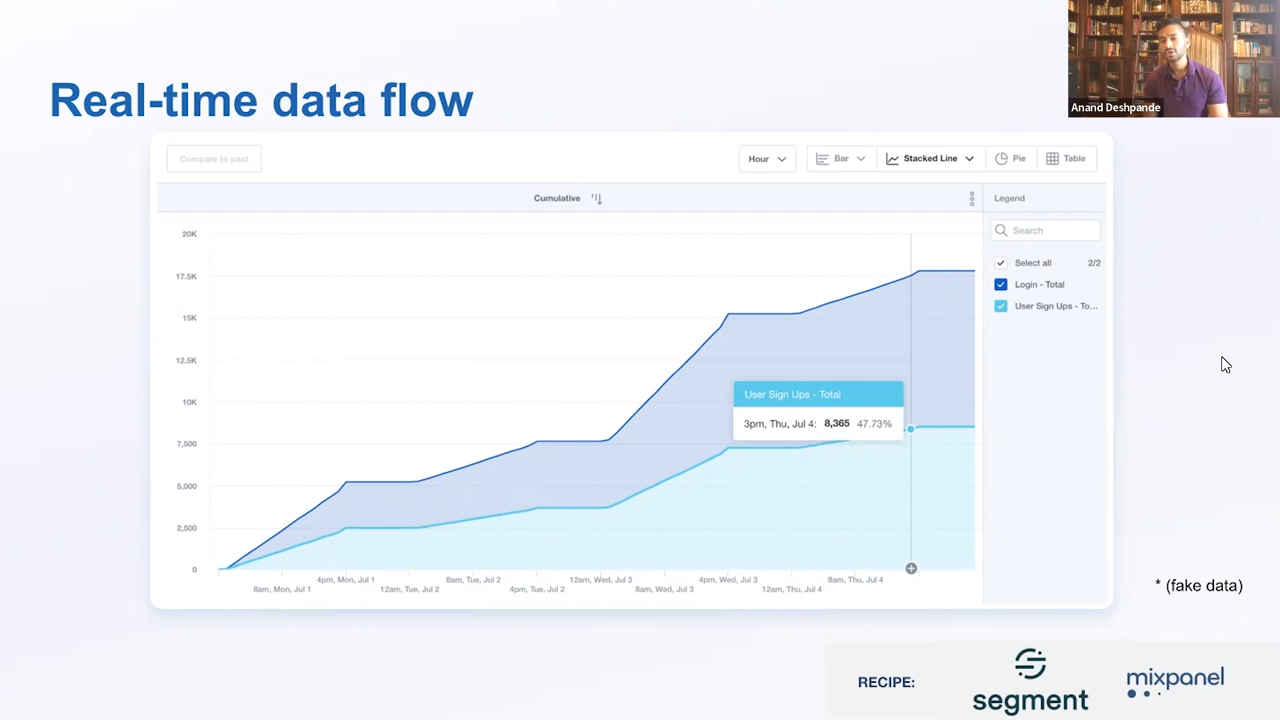 Real-time data flow
Anand Deshpande
Compare to past
Hour
Bar
Stacked Line
Pie
Table
Cumulative
Legend
20K
17.5K
15K
12.5K
10K
7,500
5,000
2,500
0
Search
Select all 2/2
Login - Total
User Sign Ups - To...
User Sign Ups - Total
3pm, Thu, Jul 4: 8,365 47.73%
4pm, Mon, Jul 1
8am, Tue, Jul 2
12am, Wed, Jul 3
4pm, Wed, Jul 3
8am, Thu, Jul 4
8am, Mon, Jul 1
12am, Tue, Jul 2
4pm, Tue, Jul 2
8am, Wed, Jul 3
12am, Thu, Jul 4
* (fake data)
RECIPE:
segment
mixpanel